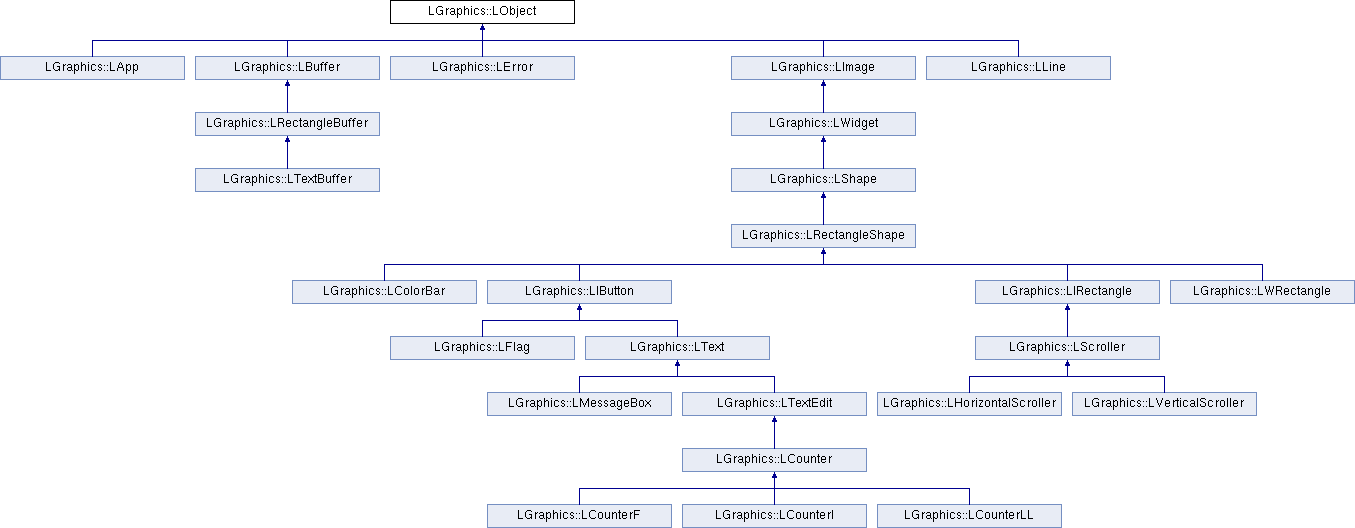 LGraphics::LObject
LGraphics::LApp
LGraphics::LBuffer
LGraphics::LError
LGraphics::LImage
LGraphics::LLine
LGraphics::LRectangleBuffer
LGraphics::LWidget
LGraphics::LTextBuffer
LGraphics::LShape
LGraphics::LRectangleShape
LGraphics::LColorBar
LGraphics::LIButton
LGraphics::LIRectangle
LGraphics::LWRectangle
LGraphics::LFlag
LGraphics::LText
LGraphics::LScroller
LGraphics::LMessageBox
LGraphics::LTextEdit
LGraphics::LHorizontalScroller
LGraphics::LVerticalScroller
LGraphics::LCounter
LGraphics::LCounterF
LGraphics::LCounterI
LGraphics::LCounterLL